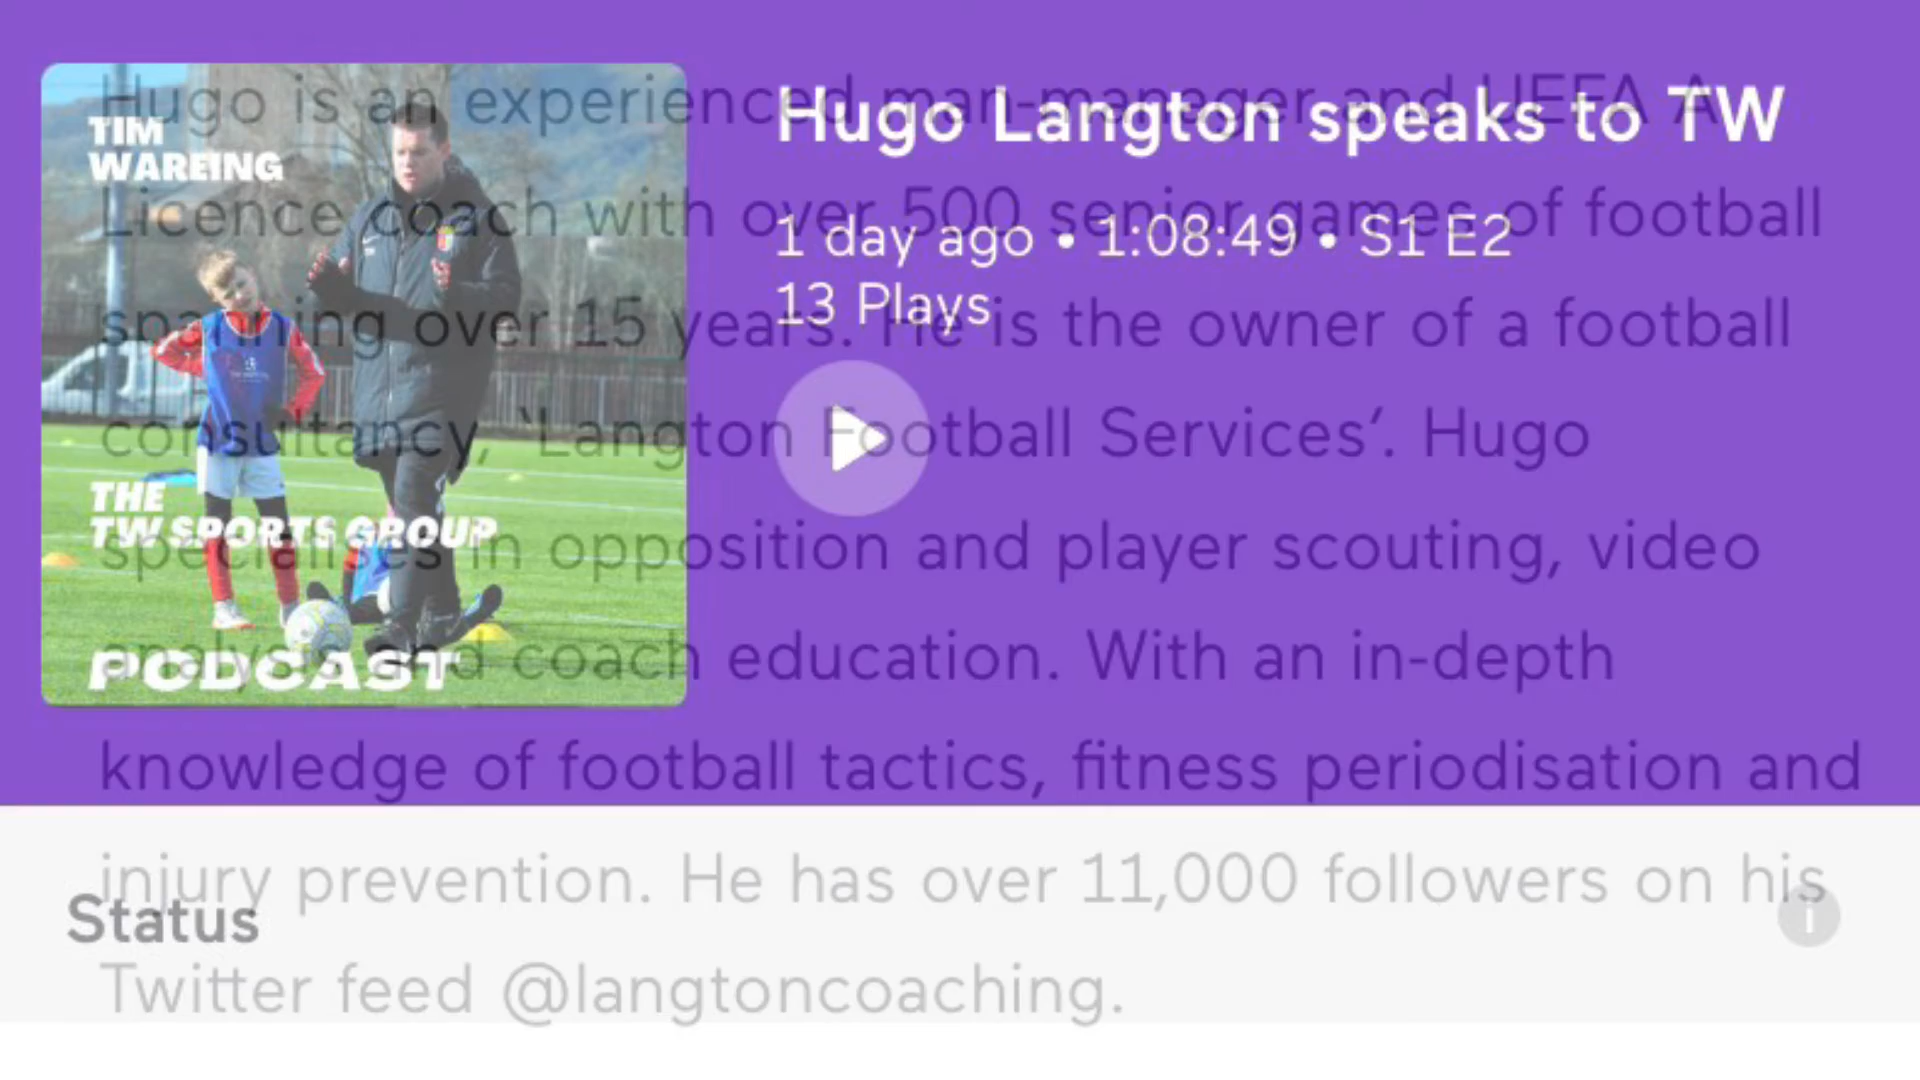 TIM
WAREING
THE
TW SPORTS GROUP
PODCAST
Hugo Langton speaks to TW
1 day ago • 1:08:49 • S1 E2
13 Plays
Status
i
Hugo is an experienced man-manager and UEFA A
Licence coach with over 500 senior games of football
spanning over 15 years. He is the owner of a football
consultancy, ‘Langton Football Services’. Hugo
specialises in opposition and player scouting, video
analysis and coach education. With an in-depth
knowledge of football tactics, fitness periodisation and
injury prevention. He has over 11,000 followers on his
Twitter feed @langtoncoaching.